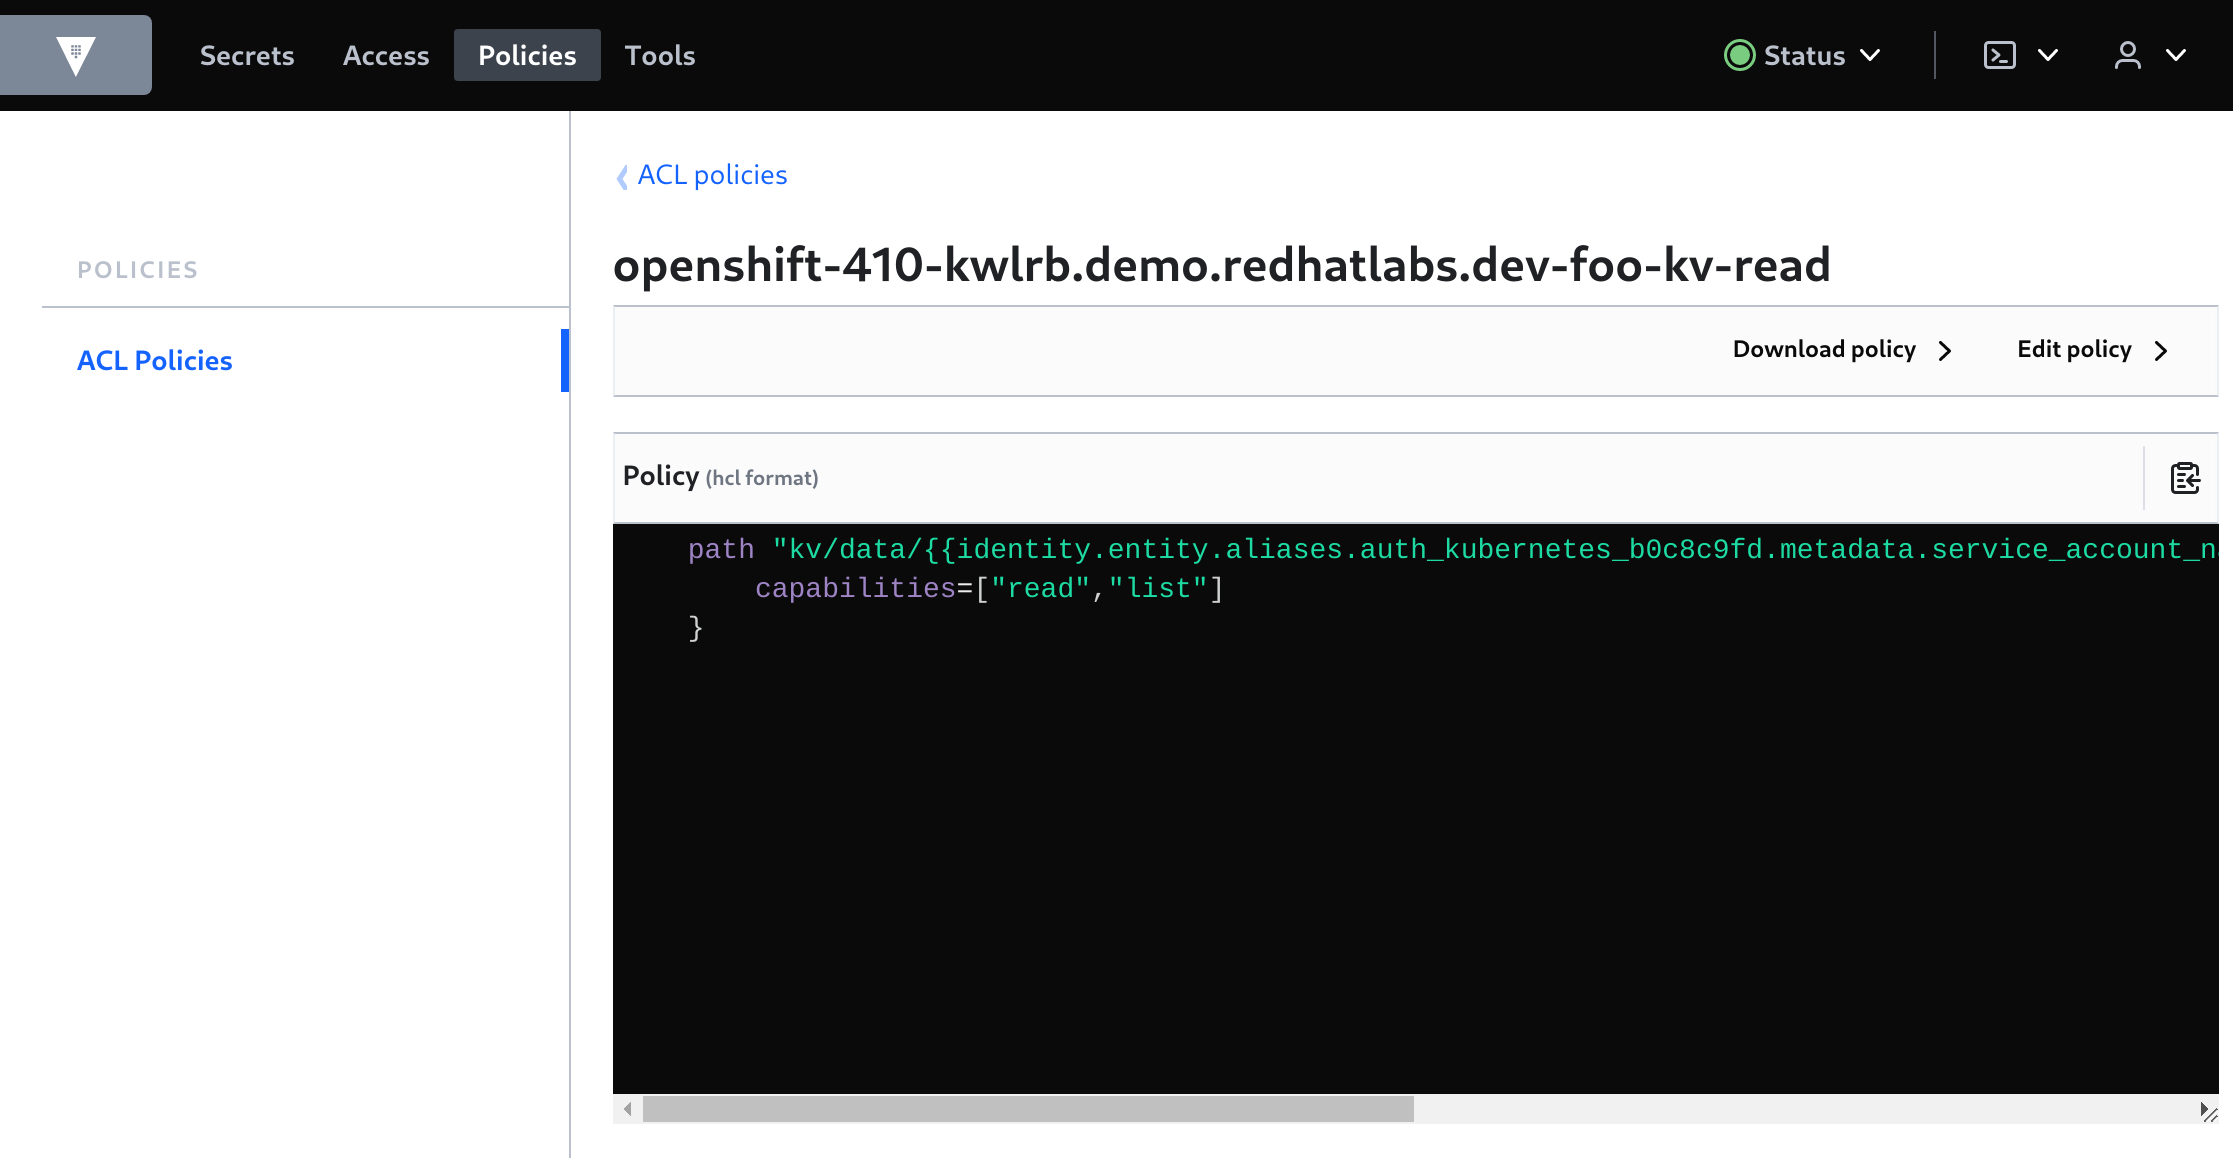 Secrets Access Policies Tools Status
ACL policies
POLICIES
openshift-410-kwlrb.demo.redhatlabs.dev-foo-kv-read
ACL Policies
Download policy Edit policy
Policy (hcl format)
path "kv/data/{{identity.entity.aliases.auth_kubernetes_b0c8c9fd.metadata.service_account_n
capabilities=["read","list"]
}